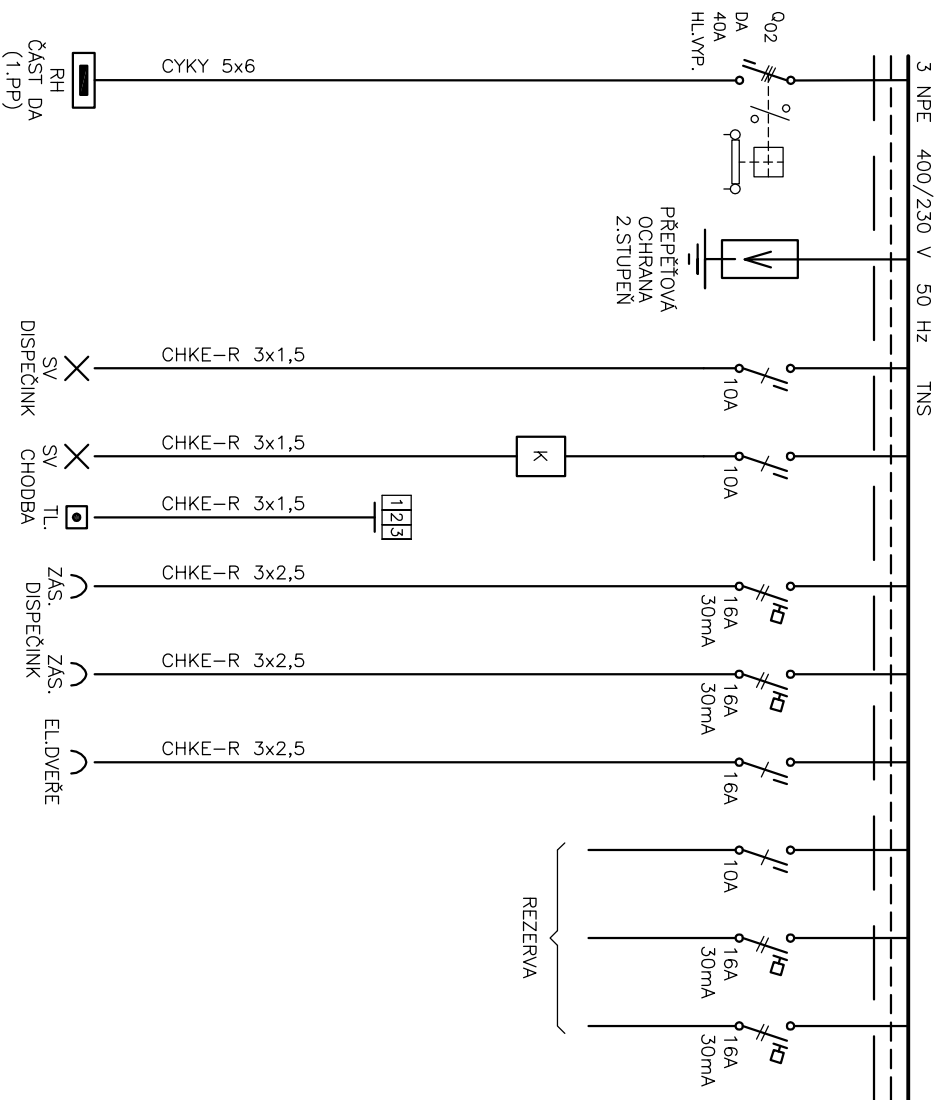 3 NPE 400/230 V 50 Hz TNS
Q02
DA
40A
HL.VYP.
PŘEPĚŤOVÁ
OCHRANA
2.STUPEŇ
10A
10A
16A
30mA
16A
30mA
16A
10A
16A
30mA
16A
30mA
K
1 2 3
REZERVA
CYKY 5x6
CHKE-R 3x1,5
CHKE-R 3x1,5
CHKE-R 3x1,5
CHKE-R 3x2,5
CHKE-R 3x2,5
CHKE-R 3x2,5
RH
ČÁST DA
(1.PP)
SV
DISPEČINK
SV
CHODBA
TL.
ZÁS.
ZÁS.
DISPEČINK
EL.DVEŘE